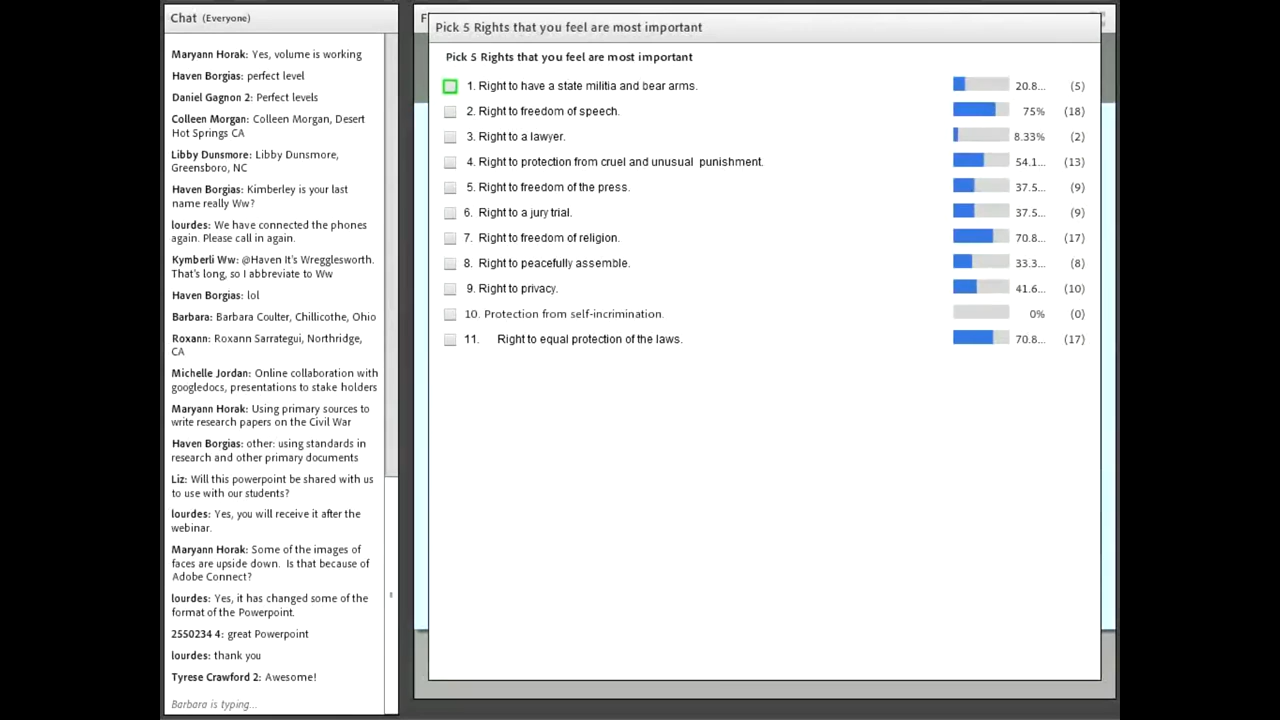 Chat (Everyone)
Maryann Horak: Yes, volume is working
Haven Borgias: perfect level
Daniel Gagnon 2: Perfect levels
Colleen Morgan: Colleen Morgan, Desert
Hot Springs CA
Libby Dunsmore: Libby Dunsmore,
Greensboro, NC
Haven Borgias: Kimberley is your last
name really Ww?
lourdes: We have connected the phones
again. Please call in again.
Kymberli Ww: @Haven It's Wregglesworth.
That's long, so I abbreviate to Ww
Haven Borgias: lol
Barbara: Barbara Coulter, Chillicothe, Ohio
Roxann: Roxann Sarrategui, Northridge,
CA
Michelle Jordan: Online collaboration with
googledocs, presentations to stake holders
Maryann Horak: Using primary sources to
write research papers on the Civil War
Haven Borgias: other: using standards in
research and other primary documents
Liz: Will this powerpoint be shared with us
to use with our students?
lourdes: Yes, you will receive it after the
webinar.
Maryann Horak: Some of the images of
faces are upside down. Is that because of
Adobe Connect?
lourdes: Yes, it has changed some of the
format of the Powerpoint.
2550234 4: great Powerpoint
lourdes: thank you
Tyrese Crawford 2: Awesome!
Barbara is typing...
F
Pick 5 Rights that you feel are most important
Pick 5 Rights that you feel are most important
1. Right to have a state militia and bear arms. 20.8... (5)
2. Right to freedom of speech. 75% (18)
3. Right to a lawyer. 8.33% (2)
4. Right to protection from cruel and unusual punishment. 54.1... (13)
5. Right to freedom of the press. 37.5... (9)
6. Right to a jury trial. 37.5... (9)
7. Right to freedom of religion. 70.8... (17)
8. Right to peacefully assemble. 33.3... (8)
9. Right to privacy. 41.6... (10)
10. Protection from self-incrimination. 0% (0)
11. Right to equal protection of the laws. 70.8... (17)